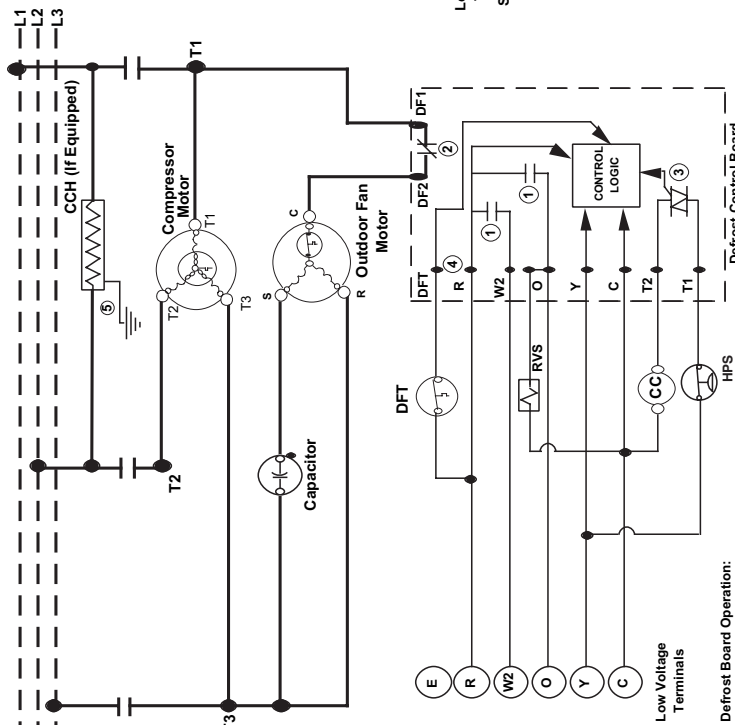 L1
L2
L3
CCH (If Equipped)
5
T2
T1
Compressor
Motor
T2
T1
T3
T3
Capacitor
S
C
R
Outdoor Fan
Motor
DFT
DFT
DF2
DF1
2
E
R
R
4
W2
W2
1
O
O
1
RVS
Y
Y
CONTROL
LOGIC
C
C
CC
T2
3
HPS
T1
Low Voltage
Terminals
Defrost Control Board
Defrost Board Operation: